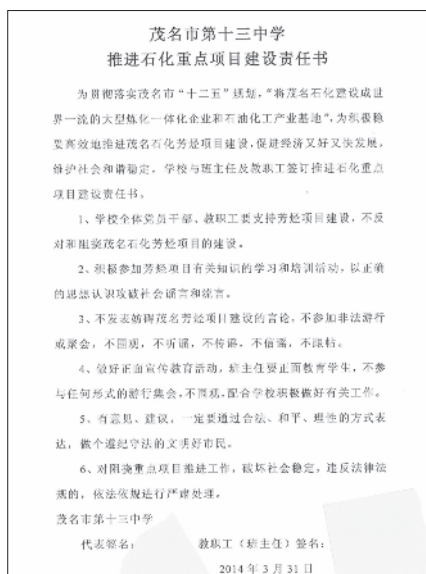 茂名市第十三中学
推进石化重点项目建设责任书
为贯彻落实茂名市“十二五”规划,“将茂名石化建设成世
界一流的大型炼化一体化企业和石油化工产业基地”,为积极稳
妥高效地推进茂名石化芳烃项目建设,促进经济又好又快发展,
维护社会和谐稳定,学校与班主任及教职工签订推进石化重点
项目建设责任书。
1、学校全体党员干部、教职工要支持芳烃项目建设,不反
对和阻挠茂名石化芳烃项目的建设。
2、积极参加芳烃项目有关知识的学习和培训活动,以正确
的思想认识攻破社会谣言和流言。
3、不发表妨碍茂名芳烃项目建设的言论,不参加非法游行
或聚会,不围观,不听谣,不传谣,不信谣,不跟帖。
4、做好正面宣传教育活动,班主任要正面教育学生,不参
与任何形式的游行集会,不围观,配合学校积极做好有关工作。
5、有意见、建议,一定要通过合法、和平、理性的方式表
达,做个遵纪守法的文明好市民。
6、对阻挠重点项目推进工作,破坏社会稳定,违反法律法
规的,依法依规进行严肃处理。
茂名市第十三中学
代表签名: 教职工(班主任)签名:
2014 年 3 月 31 日